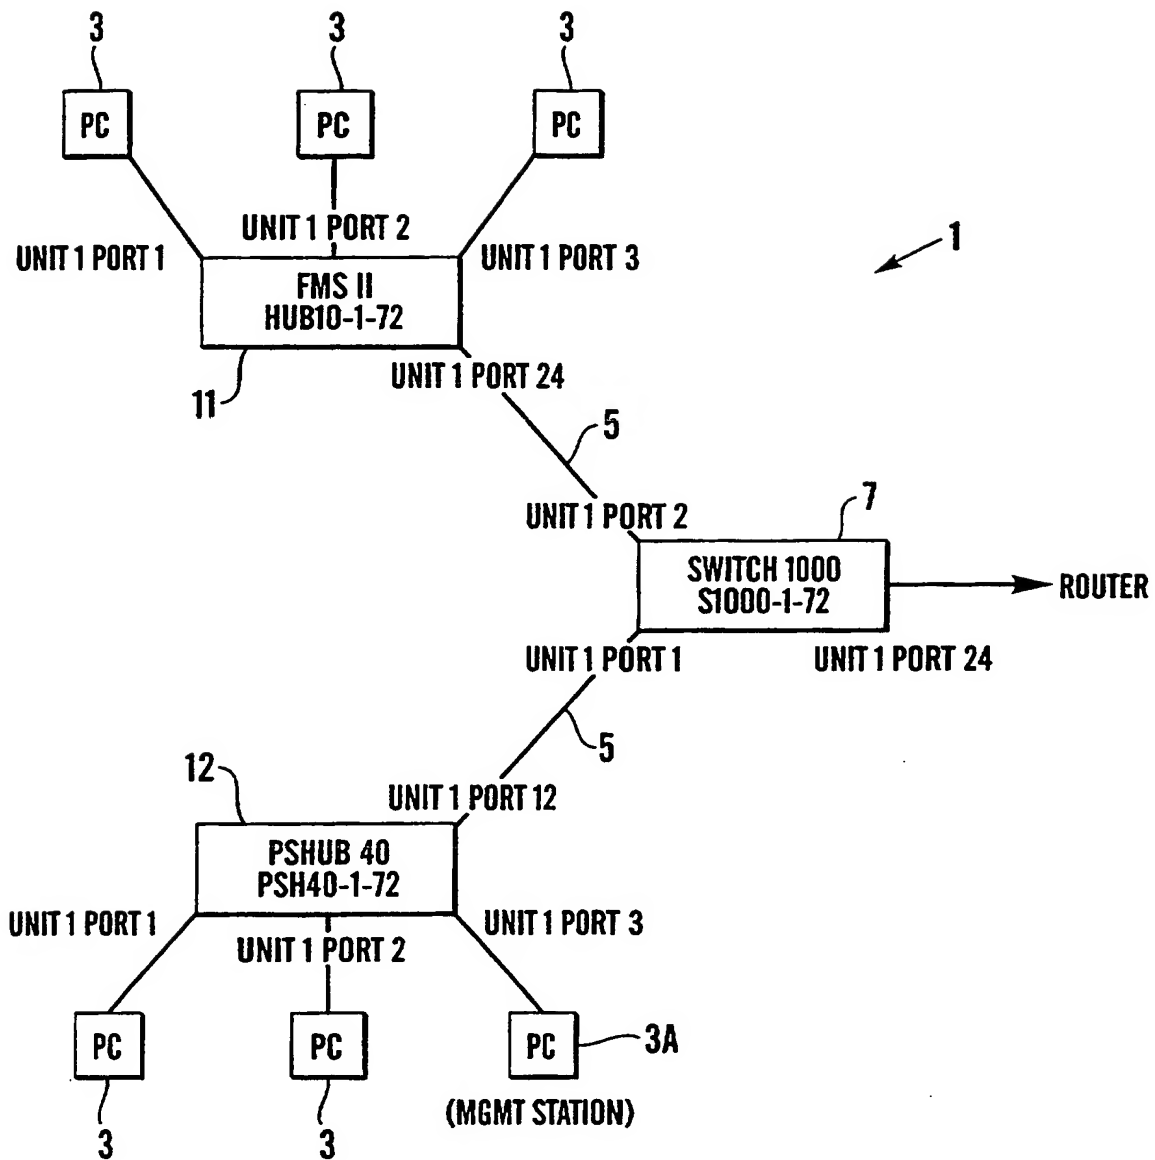 3
3
3
PC
PC
PC
UNIT 1 PORT 2
UNIT 1 PORT 1
UNIT 1 PORT 3
1
FMS II
HUB10-1-72
UNIT 1 PORT 24
11
5
7
UNIT 1 PORT 2
SWITCH 1000
S1000-1-72
ROUTER
UNIT 1 PORT 1
UNIT 1 PORT 24
5
12
UNIT 1 PORT 12
PSHUB 40
PSH40-1-72
UNIT 1 PORT 1
UNIT 1 PORT 3
UNIT 1 PORT 2
PC
PC
PC
3A
(MGMT STATION)
3
3